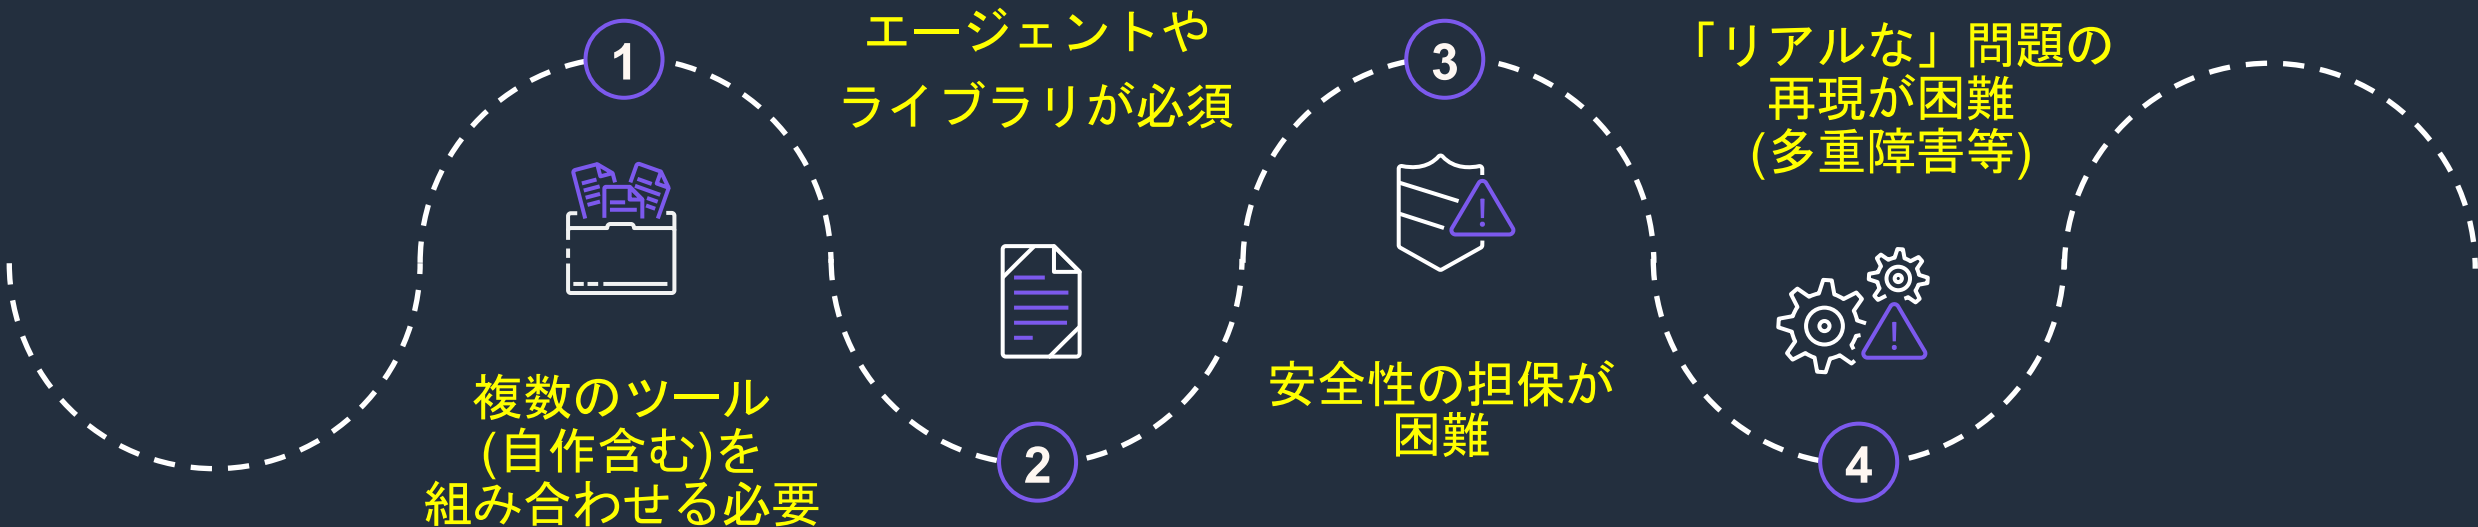 1
複数のツール
(自作含む)を
組み合わせる必要
エージェントや
ライブラリが必須
2
3
安全性の担保が
困難
「リアルな」問題の
再現が困難
(多重障害等)
4